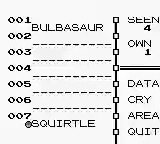 001
BULBASAUR
002
----------
003
----------
004
----------
005
----------
006
----------
007
SQUIRTLE
SEEN
4
OWN
1
DATA
CRY
AREA
QUIT